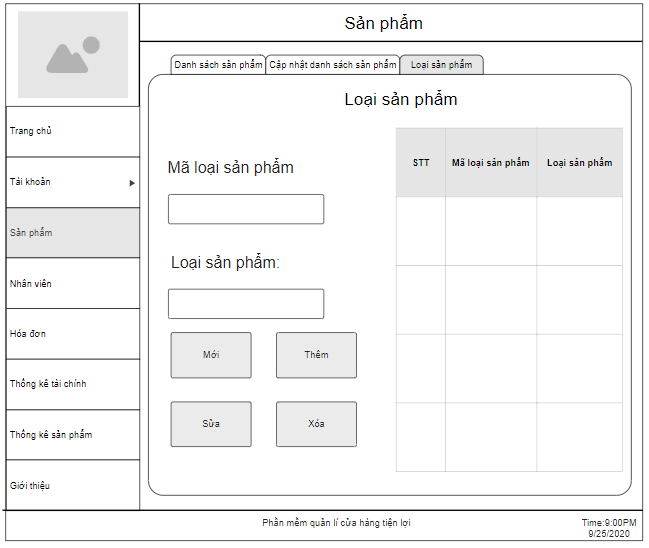 Sản phẩm
Danh sách sản phẩm
Cập nhật danh sách sản phẩm
Loại sản phẩm
Trang chủ
Tài khoản
Sản phẩm
Nhân viên
Hóa đơn
Thống kê tài chính
Thống kê sản phẩm
Giới thiệu
Loại sản phẩm
Mã loại sản phẩm
Loại sản phẩm:
Mới
Thêm
Sửa
Xóa
STT
Mã loại sản phẩm
Loại sản phẩm
Phần mềm quản lí cửa hàng tiện lợi
Time:9:00PM
9/25/2020